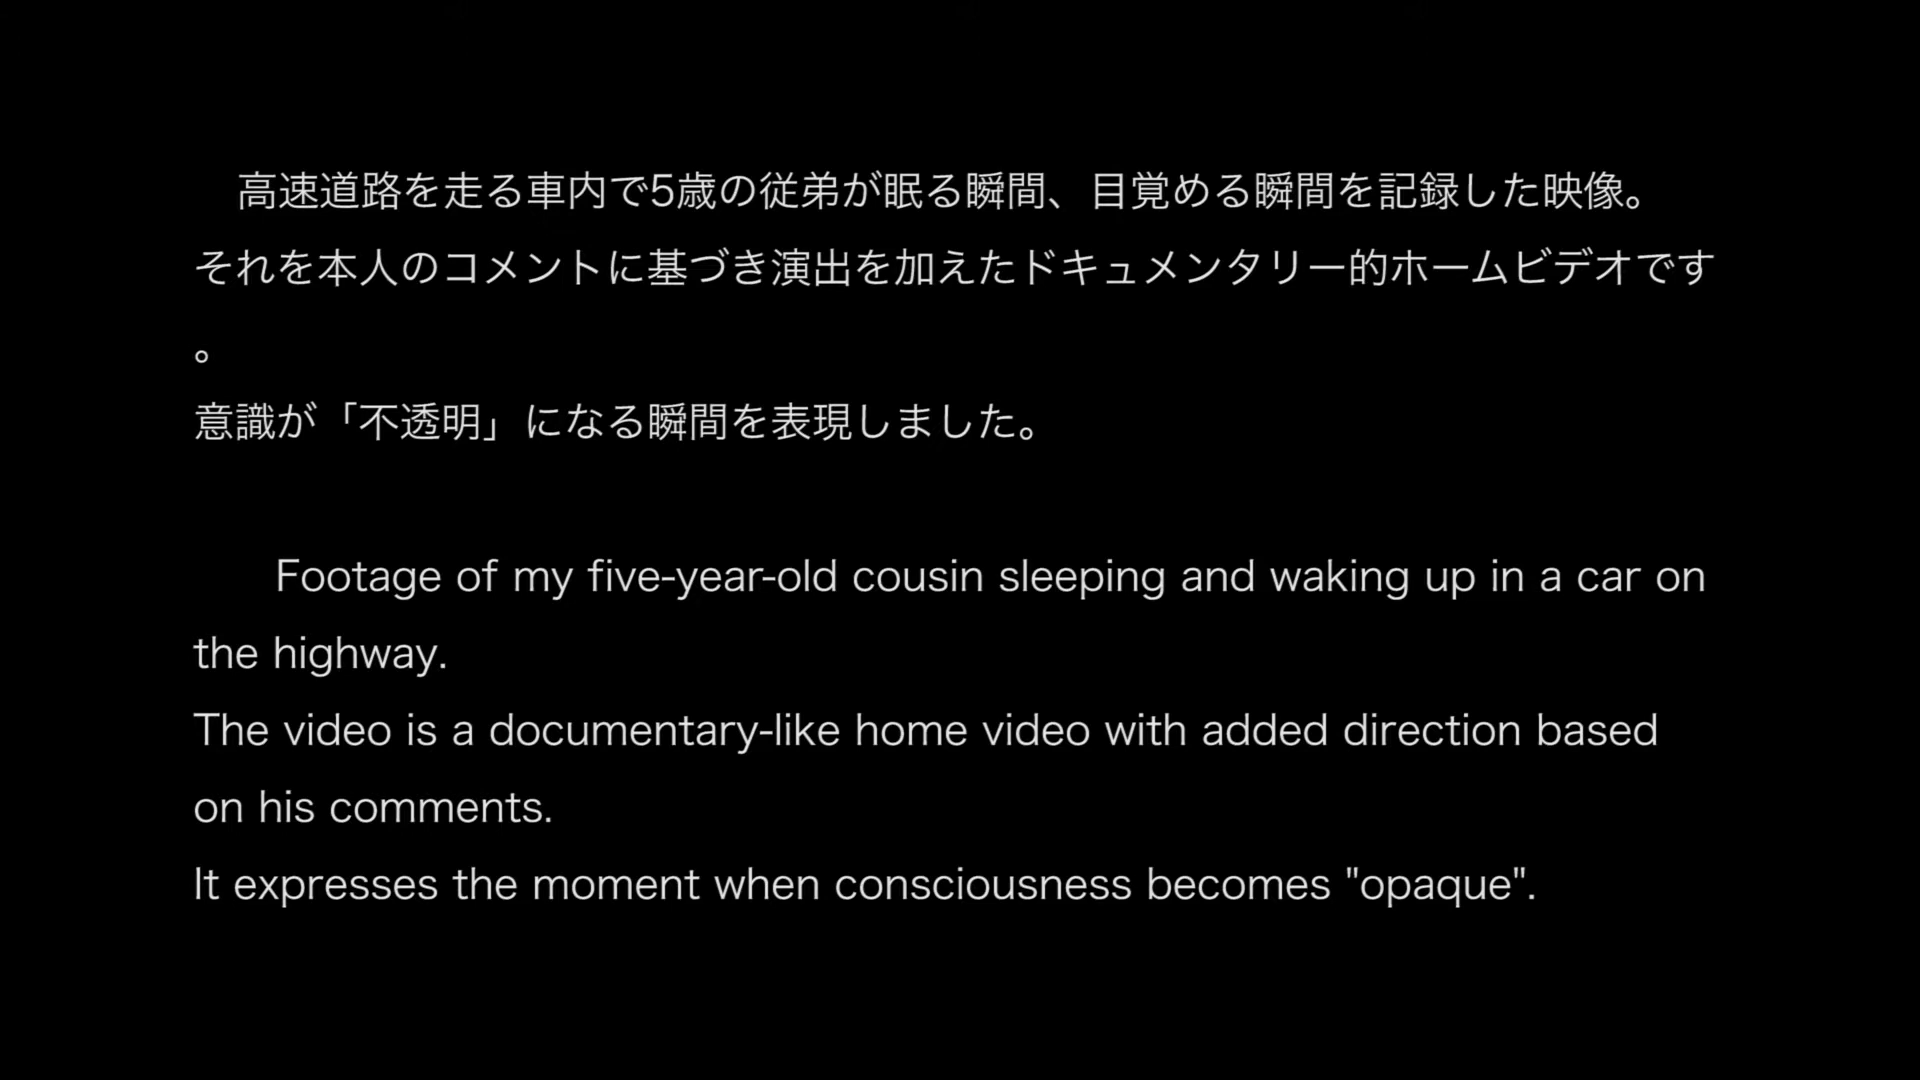 高速道路を走る車内で5歳の従弟が眠る瞬間、目覚める瞬間を記録した映像。
それを本人のコメントに基づき演出を加えたドキュメンタリー的ホームビデオです
。
意識が「不透明」になる瞬間を表現しました。
Footage of my five-year-old cousin sleeping and waking up in a car on
the highway.
The video is a documentary-like home video with added direction based
on his comments.
It expresses the moment when consciousness becomes "opaque".